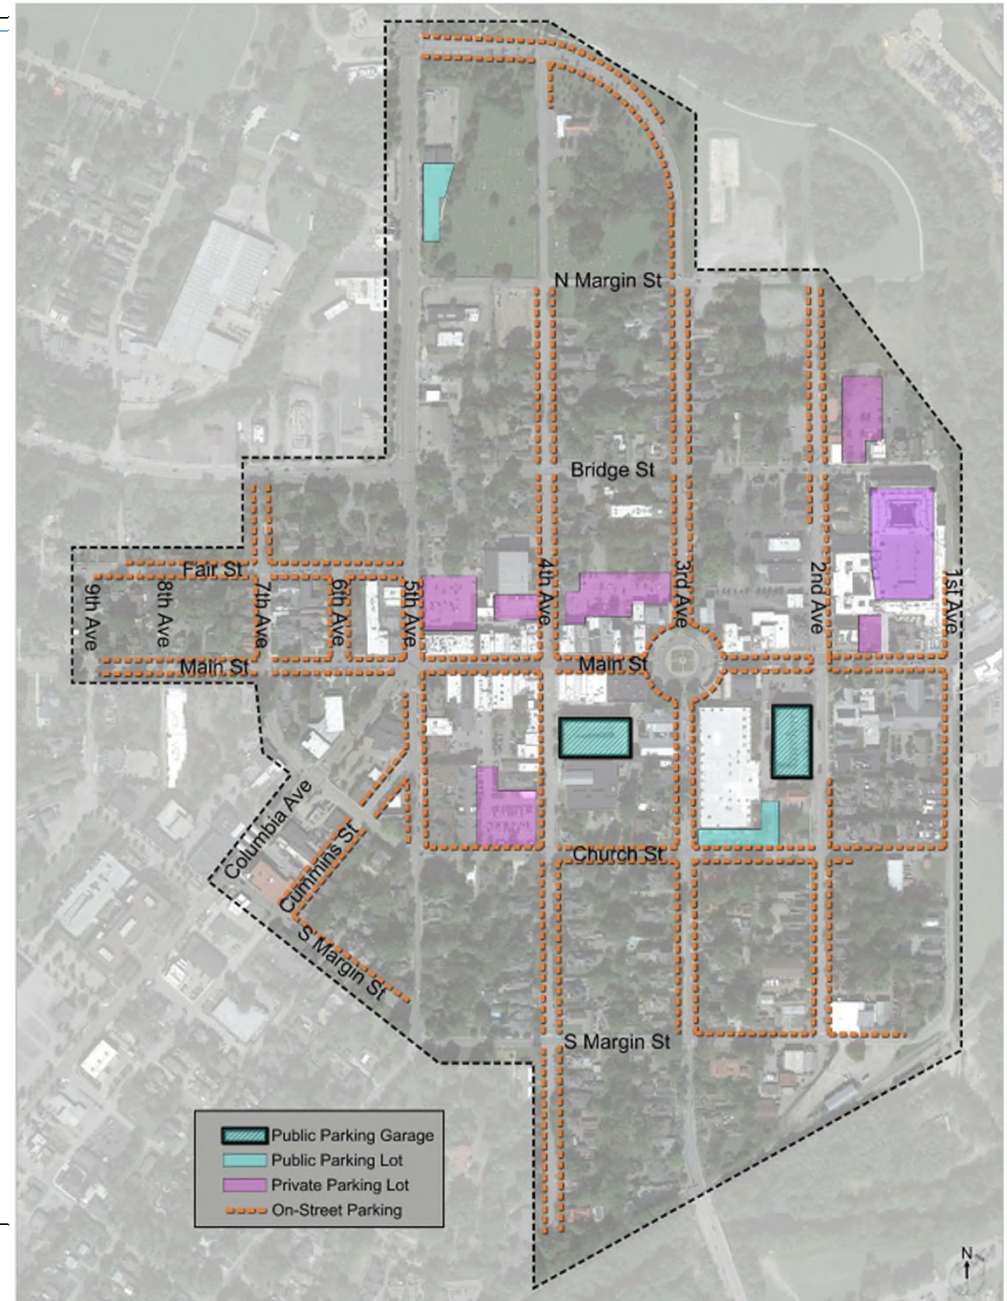 N Margin St
Bridge St
Fair St
9th Ave
8th Ave
7th Ave
6th Ave
5th Ave
4th Ave
3rd Ave
2nd Ave
1st Ave
Main St
Main St
Columbia Ave
Cummins St
Church St
S Margin St
S Margin St
Public Parking Garage
Public Parking Lot
Private Parking Lot
On-Street Parking
N